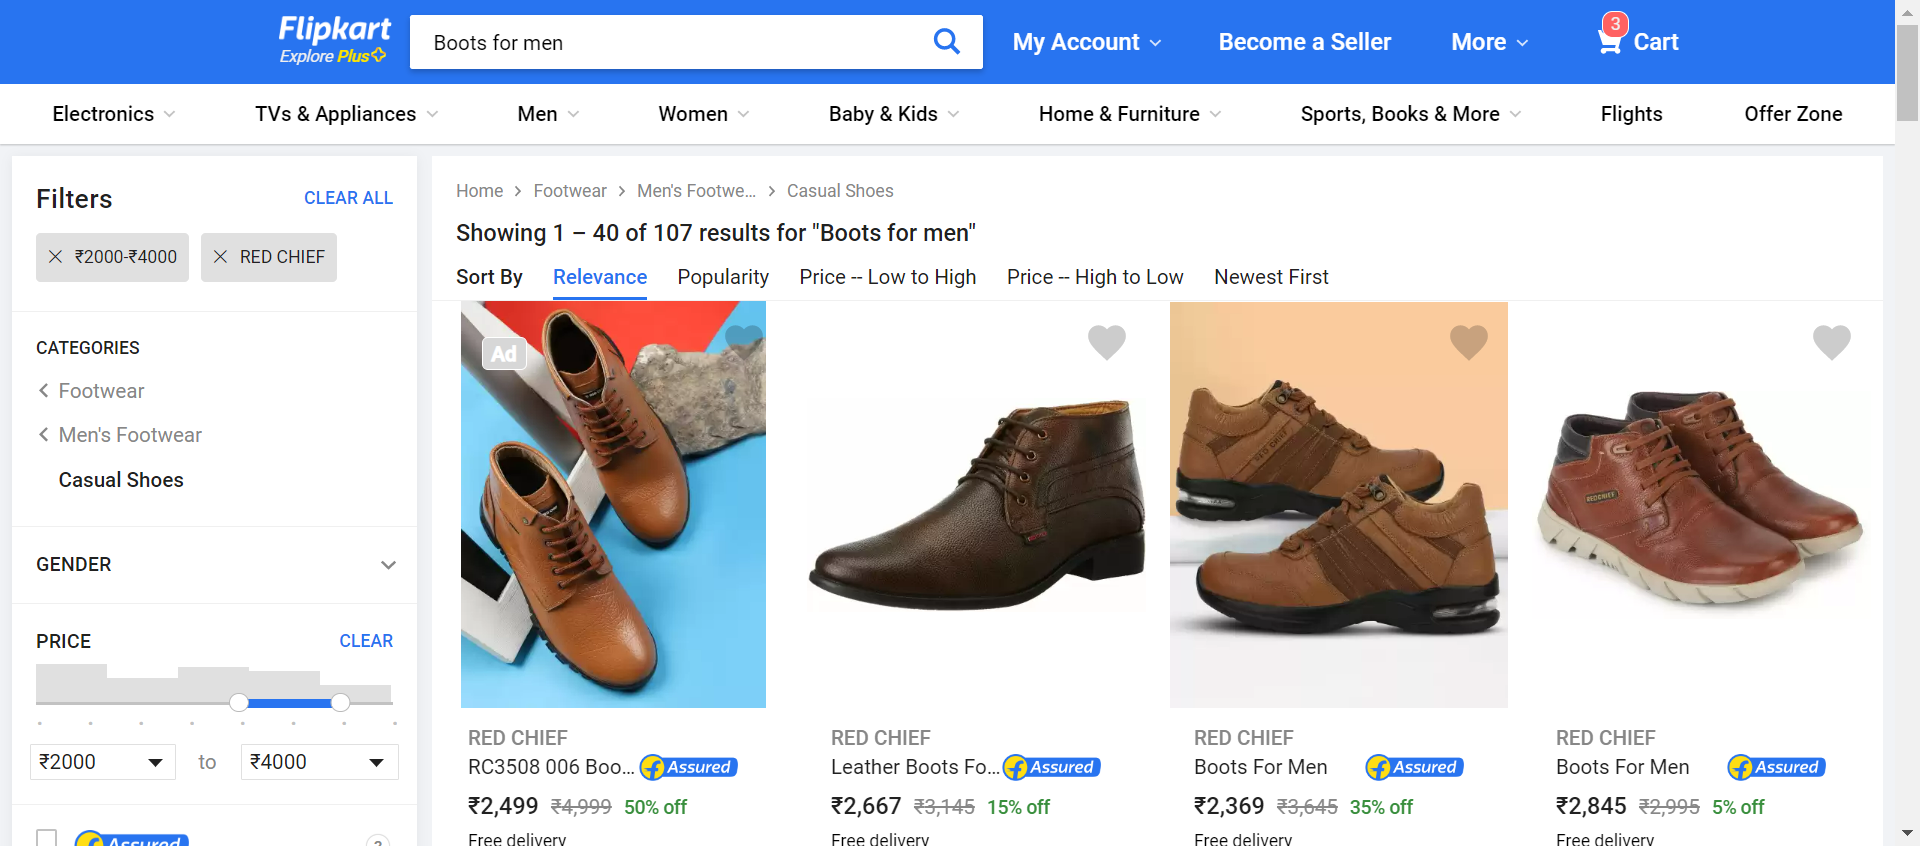 Flipkart
Explore Plus
Boots for men
My Account
Become a Seller
More
3
Cart
Electronics
TVs & Appliances
Men
Women
Baby & Kids
Home & Furniture
Sports, Books & More
Flights
Offer Zone
Filters
CLEAR ALL
₹2000-₹4000
RED CHIEF
CATEGORIES
Footwear
Men's Footwear
Casual Shoes
GENDER
PRICE
CLEAR
₹2000
to
₹4000
Assured
?
Home
Footwear
Men's Footwe...
Casual Shoes
Showing 1 – 40 of 107 results for "Boots for men"
Sort By
Relevance
Popularity
Price -- Low to High
Price -- High to Low
Newest First
Ad
RED CHIEF
REDCHIEF
RED CHIEF
RC3508 006 Boo...
Assured
₹2,499 ₹4,999 50% off
Free delivery
RED CHIEF
Leather Boots Fo...
Assured
₹2,667 ₹3,145 15% off
Free delivery
RED CHIEF
Boots For Men
Assured
₹2,369 ₹3,645 35% off
Free delivery
RED CHIEF
Boots For Men
Assured
₹2,845 ₹2,995 5% off
Free delivery